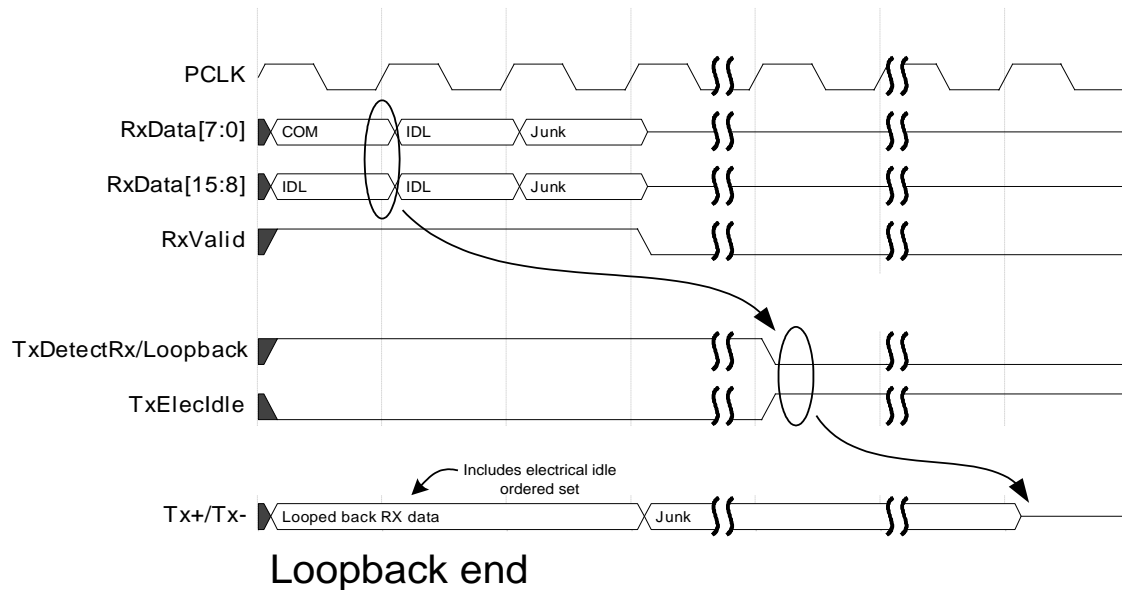 PCLK
RxData[7:0] COM IDL Junk
RxData[15:8] IDL IDL Junk
RxValid
TxDetectRx/Loopback
TxElecIdle
Includes electrical idle
ordered set
Tx+/Tx- Looped back RX data Junk
Loopback end